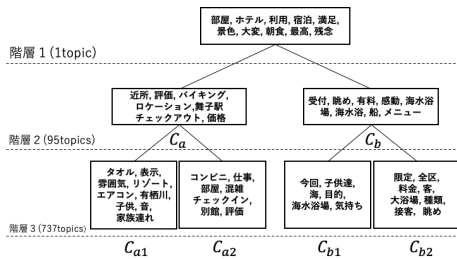 部屋, ホテル, 利用, 宿泊, 満足,
景色, 大変, 朝食, 最高, 残念
階層 1 (1topic)
近所, 評価, バイキング,
ロケーション,舞子駅
チェックアウト, 価格
受付, 眺め, 有料, 感動, 海水浴
場, 海水浴, 船, メニュー
階層 2 (95topics)
C_a
C_b
タオル, 表示,
雰囲気, リゾート,
エアコン, 有栖川,
子供, 音,
家族連れ
コンビニ, 仕事,
部屋, 混雑
チェックイン,
別館, 評価
今回, 子供達,
海, 目的,
海水浴場, 気持ち
限定, 全区,
料金, 客,
大浴場, 種類,
接客, 眺め
階層 3 (737topics)
C_a1
C_a2
C_b1
C_b2